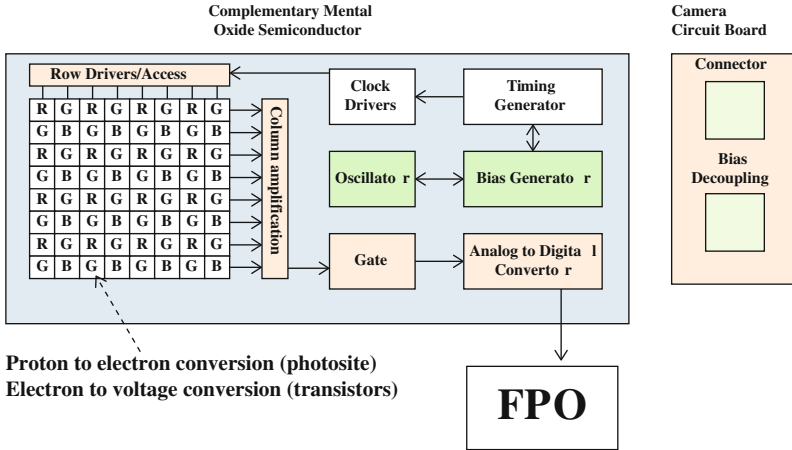 Complementary Mental
Oxide Semiconductor
Camera
Circuit Board
Row Drivers/Access
Clock
Drivers
Timing
Generator
Connector
R G R G R G R G
G B G B G B G B
R G R G R G R G
G B G B G B G B
R G R G R G R G
G B G B G B G B
R G R G R G R G
G B G B G B G B
Column amplification
Oscillato r
Bias Generato r
Bias
Decoupling
Gate
Analog to Digita l
Converto r
Proton to electron conversion (photosite)
Electron to voltage conversion (transistors)
FPO